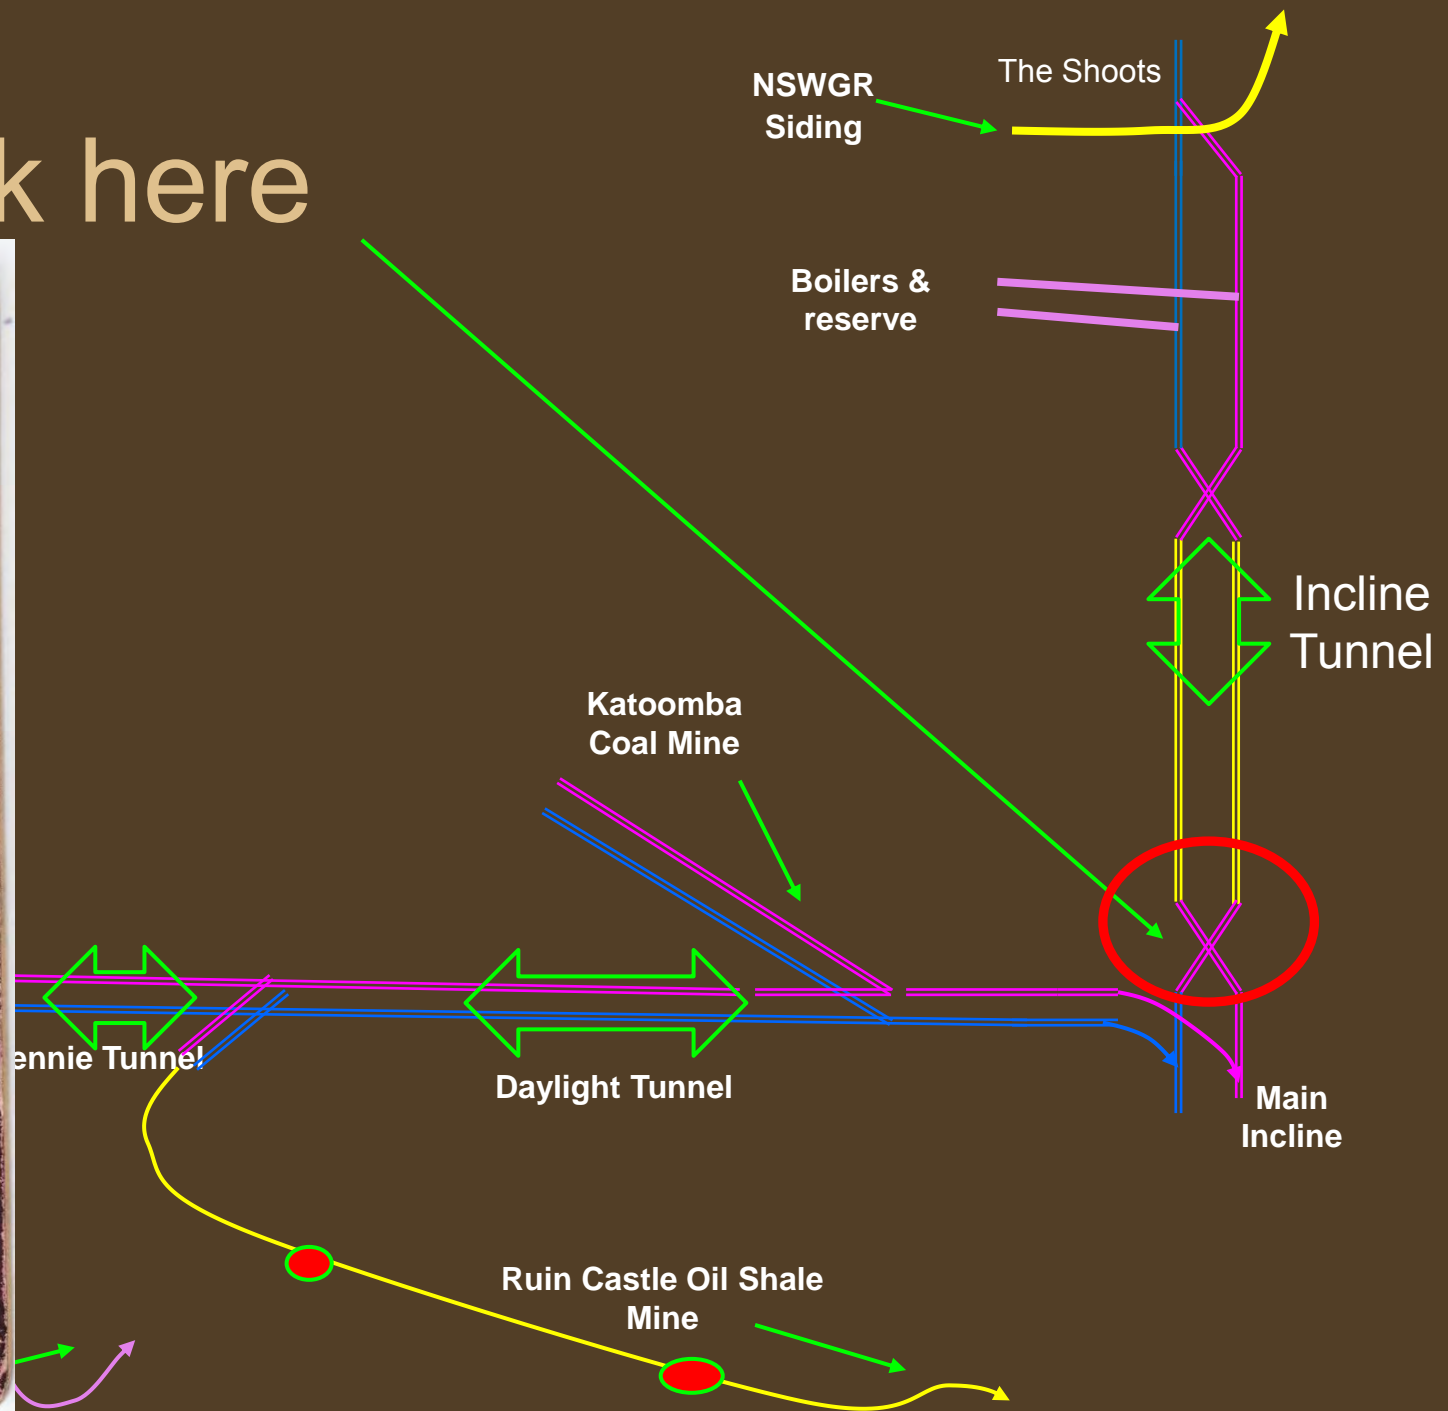 The Shoots
NSWGR
Siding
k here
Boilers &
reserve
Incline
Tunnel
Katoomba
Coal Mine
ennie Tunnel
Daylight Tunnel
Main
Incline
Ruin Castle Oil Shale
Mine